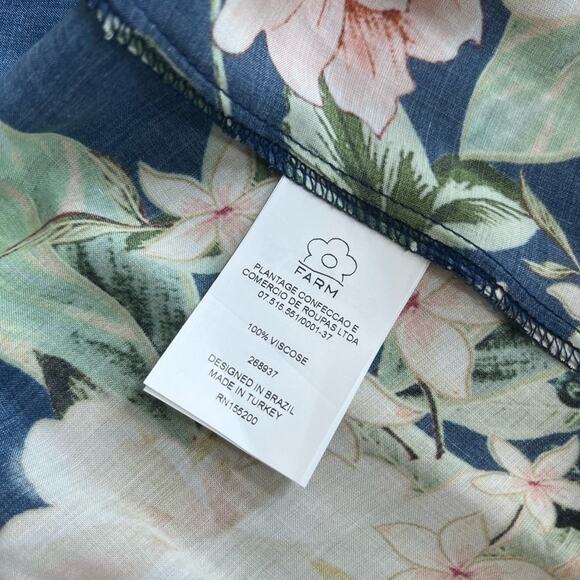 FARM
PLANTAGE CONFECCAO E
COMERCIO DE ROUPAS LTDA
07.515.551/0001-37
100% VISCOSE
268937
DESIGNED IN BRAZIL
MADE IN TURKEY
RN155200